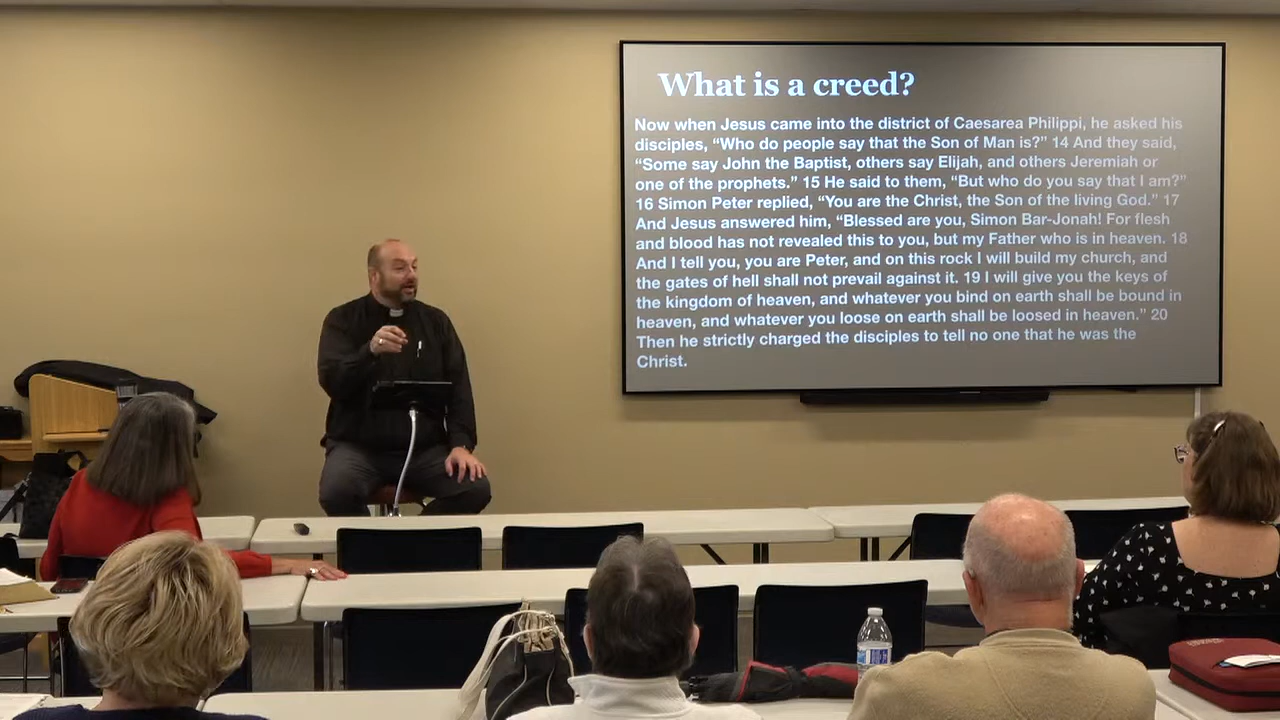 What is a creed?
Now when Jesus came into the district of Caesarea Philippi, he asked his
disciples, “Who do people say that the Son of Man is?” 14 And they said,
“Some say John the Baptist, others say Elijah, and others Jeremiah or
one of the prophets.” 15 He said to them, “But who do you say that I am?”
16 Simon Peter replied, “You are the Christ, the Son of the living God.” 17
And Jesus answered him, “Blessed are you, Simon Bar-Jonah! For flesh
and blood has not revealed this to you, but my Father who is in heaven. 18
And I tell you, you are Peter, and on this rock I will build my church, and
the gates of hell shall not prevail against it. 19 I will give you the keys of
the kingdom of heaven, and whatever you bind on earth shall be bound in
heaven, and whatever you loose on earth shall be loosed in heaven.” 20
Then he strictly charged the disciples to tell no one that he was the
Christ.